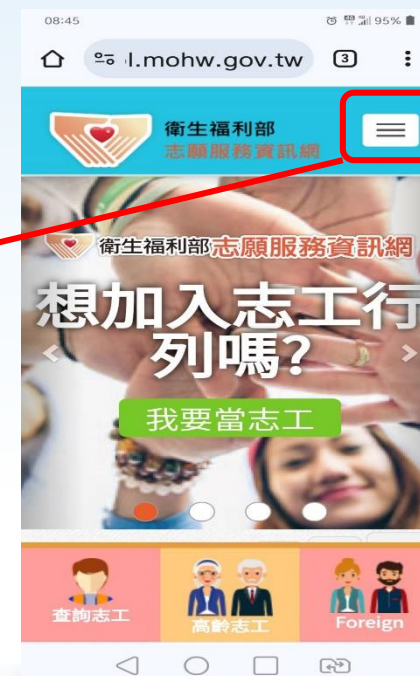 08:45
95%
l.mohw.gov.tw
3
衛生福利部
志願服務資訊網
衛生福利部志願服務資訊網
想加入志工行
列嗎?
我要當志工
查詢志工
高齡志工
Foreign